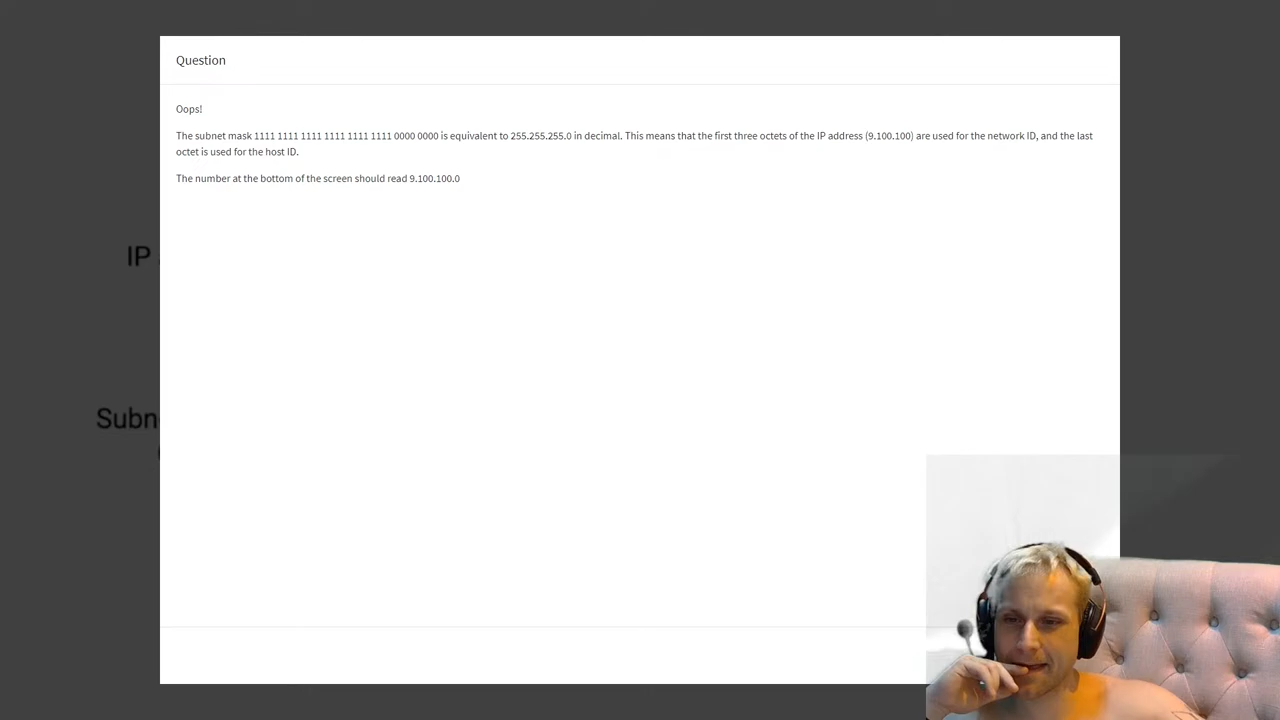 Question
Oops!
The subnet mask 1111 1111 1111 1111 1111 1111 0000 0000 is equivalent to 255.255.255.0 in decimal. This means that the first three octets of the IP address (9.100.100) are used for the network ID, and the last
octet is used for the host ID.
The number at the bottom of the screen should read 9.100.100.0
IP
Subn